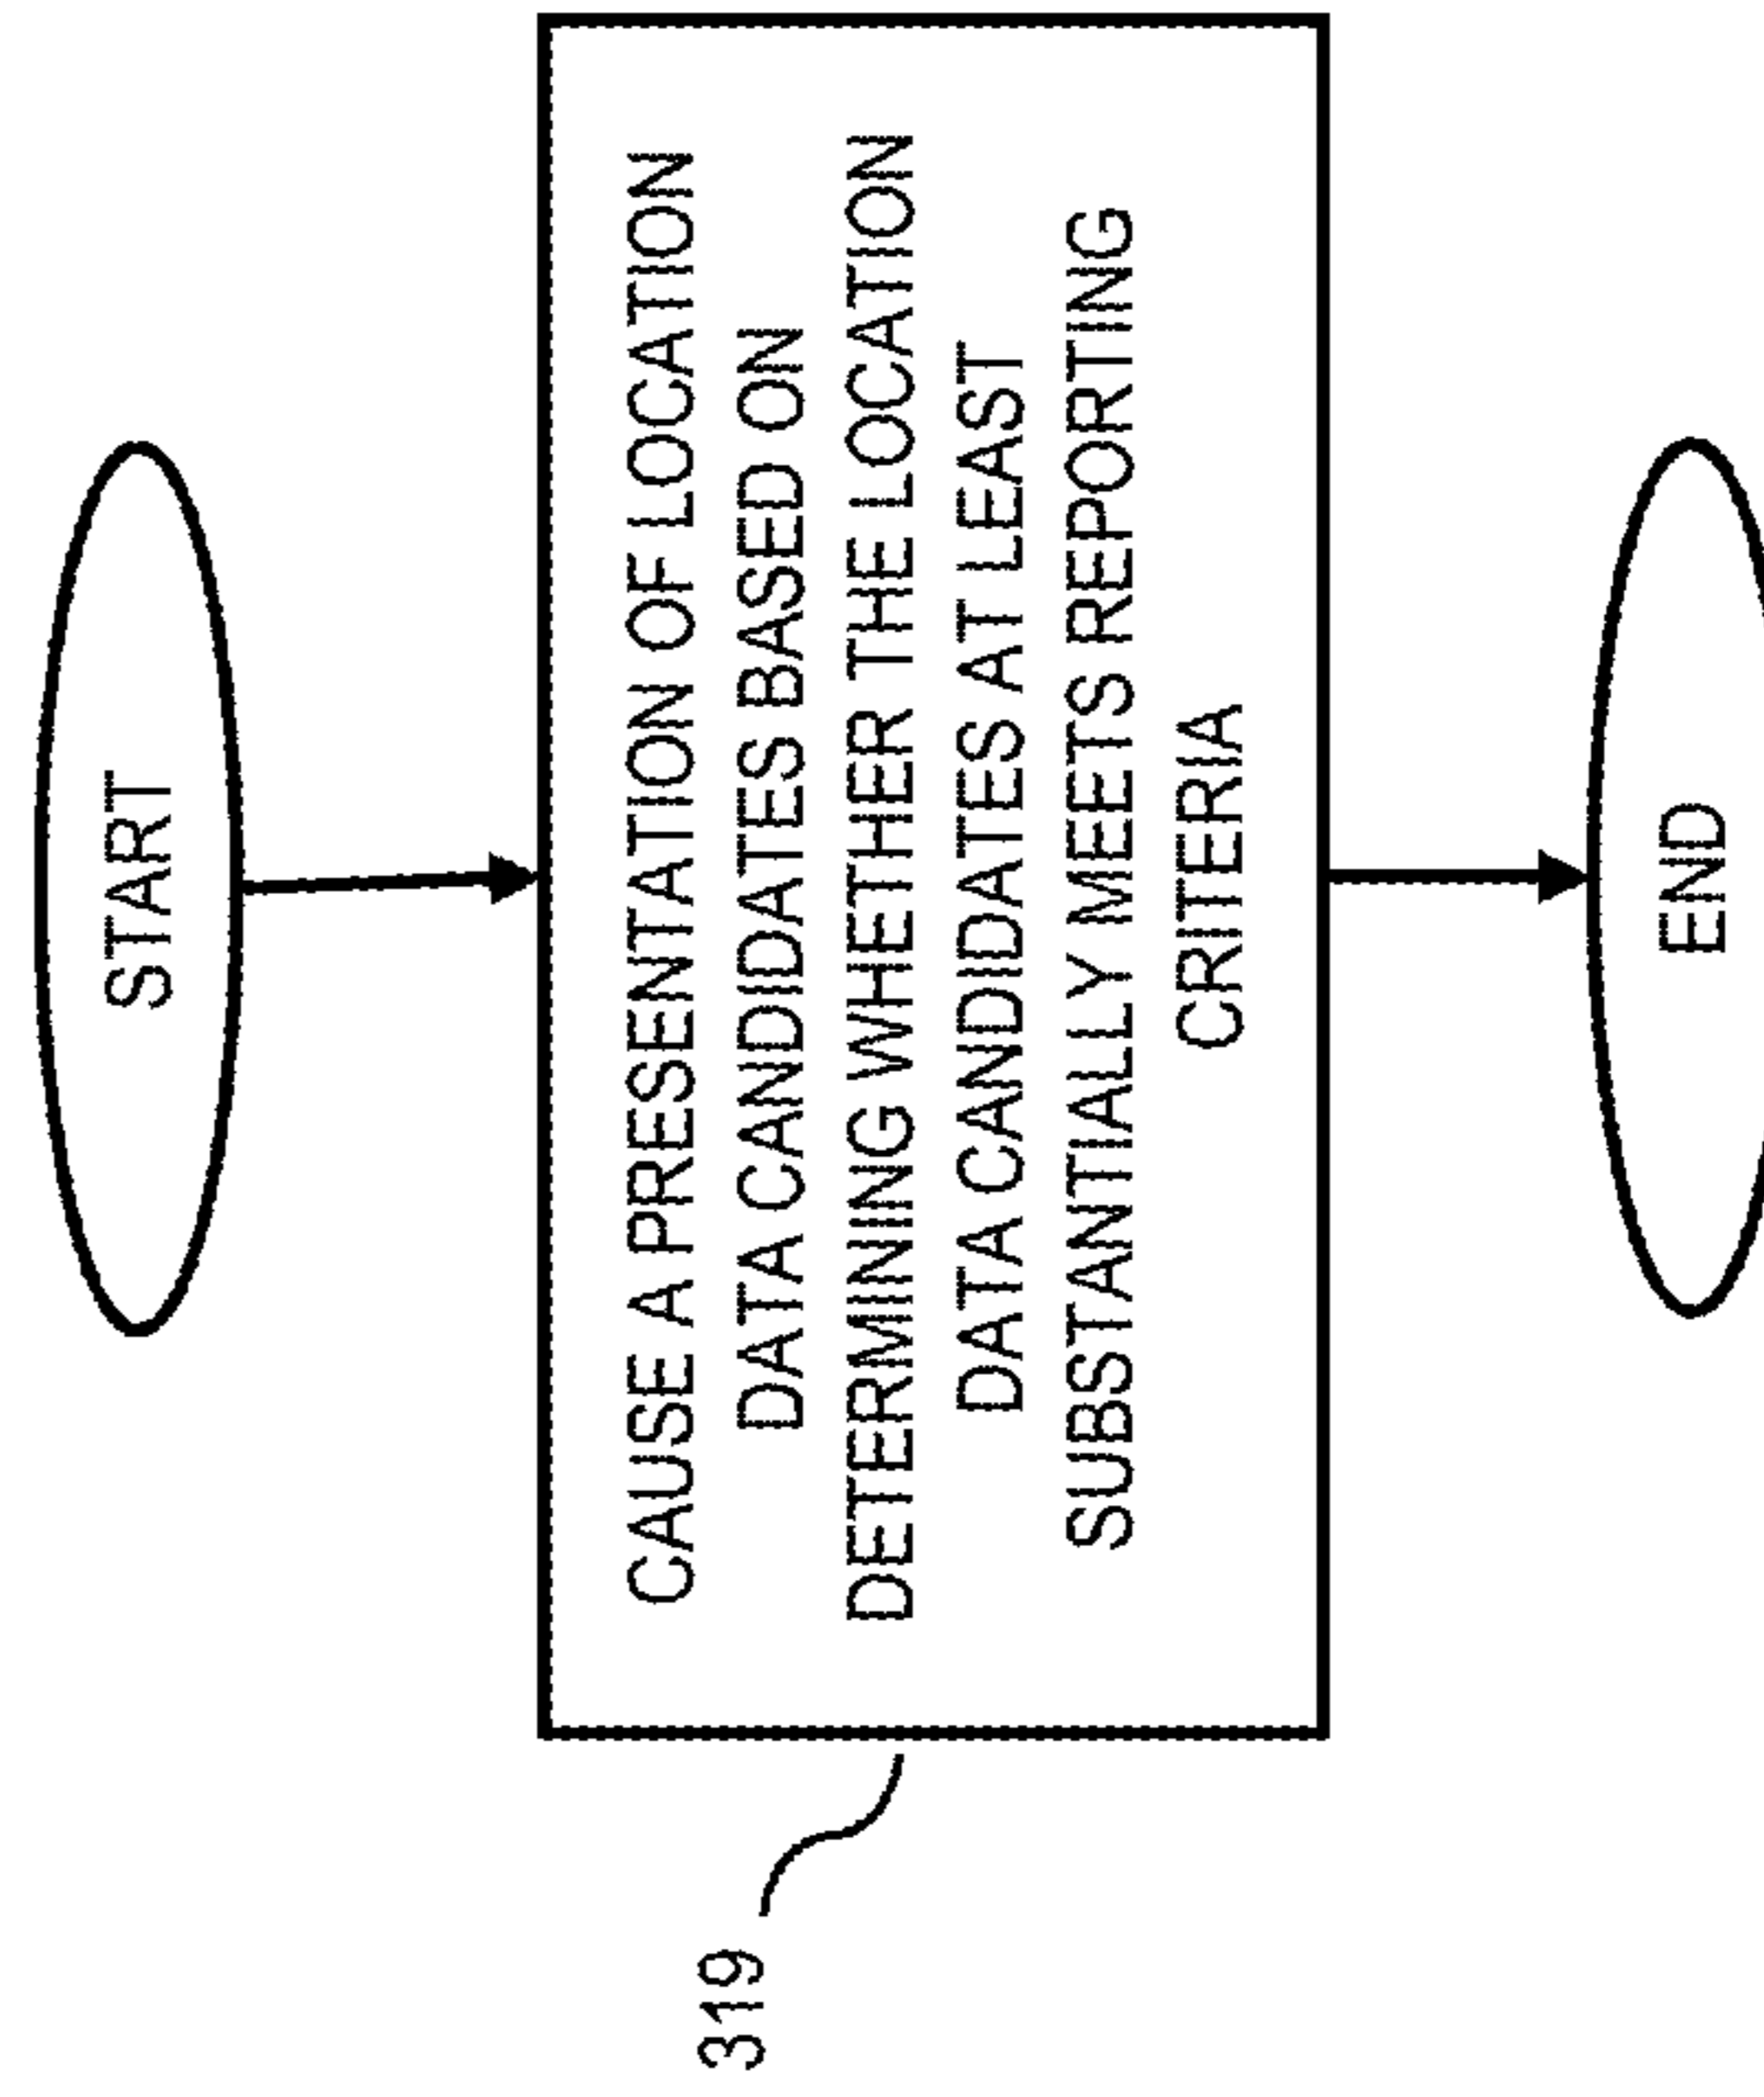 START
CAUSE A PRESENTATION OF LOCATION
DATA CANDIDATES BASED ON
DETERMINING WHETHER THE LOCATION
DATA CANDIDATES AT LEAST
SUBSTANTIALLY MEETS REPORTING
CRITERIA
319
END